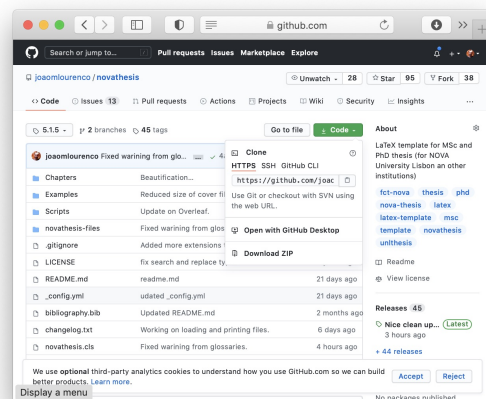 github.com
Search or jump to... /
Pull requests Issues Marketplace Explore
joaomlourenco / novathesis
Unwatch 28 Star 95 Fork 38
Code Issues 13 Pull requests Actions Projects Wiki Security Insights ...
5.1.5 2 branches 45 tags Go to file Code
joaomlourenco Fixed warining from glo... ...
Chapters Beautification...
Examples Reduced size of cover fil
Scripts Update on Overleaf.
novathesis-files Fixed warining from glos
.gitignore Added more extensions
LICENSE fix search and replace ty
README.md readme.md 21 days ago
_config.yml udated _config.yml 21 days ago
bibliography.bib Updated README.md 2 months ago
changelog.txt Working on loading and printing files. 6 days ago
novathesis.cls Fixed warining from glossaries. 4 hours ago
Clone
HTTPS SSH GitHub CLI
https://github.com/joac
Use Git or checkout with SVN using
the web URL.
Open with GitHub Desktop
Download ZIP
About
LaTeX template for MSc and
PhD thesis (for NOVA
University Lisbon an other
institutions)
fct-nova thesis phd
nova-thesis latex
latex-template msc
template novathesis
unithesis
Readme
View license
Releases 45
Nice clean up... Latest
3 hours ago
+ 44 releases
We use optional third-party analytics cookies to understand how you use GitHub.com so we can build
better products. Learn more.
Accept Reject
Display a menu
No packages published